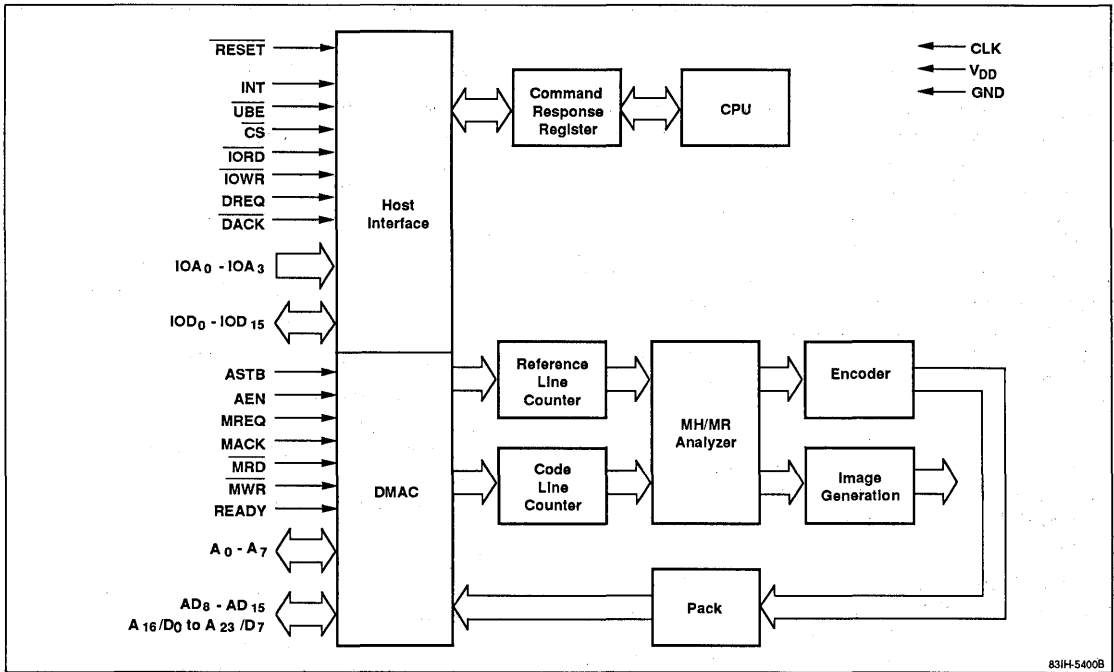 RESET
INT
UBE
CS
IORD
IOWR
DREQ
DACK
IOA0 - IOA3
IOD0 - IOD15
ASTB
AEN
MREQ
MACK
MRD
MWR
READY
A0 - A7
AD8 - AD15
A16/D0 to A23/D7
Host
Interface
DMAC
Command
Response
Register
CPU
CLK
VDD
GND
Reference
Line
Counter
Code
Line
Counter
MH/MR
Analyzer
Encoder
Image
Generation
Pack
83IH-5400B